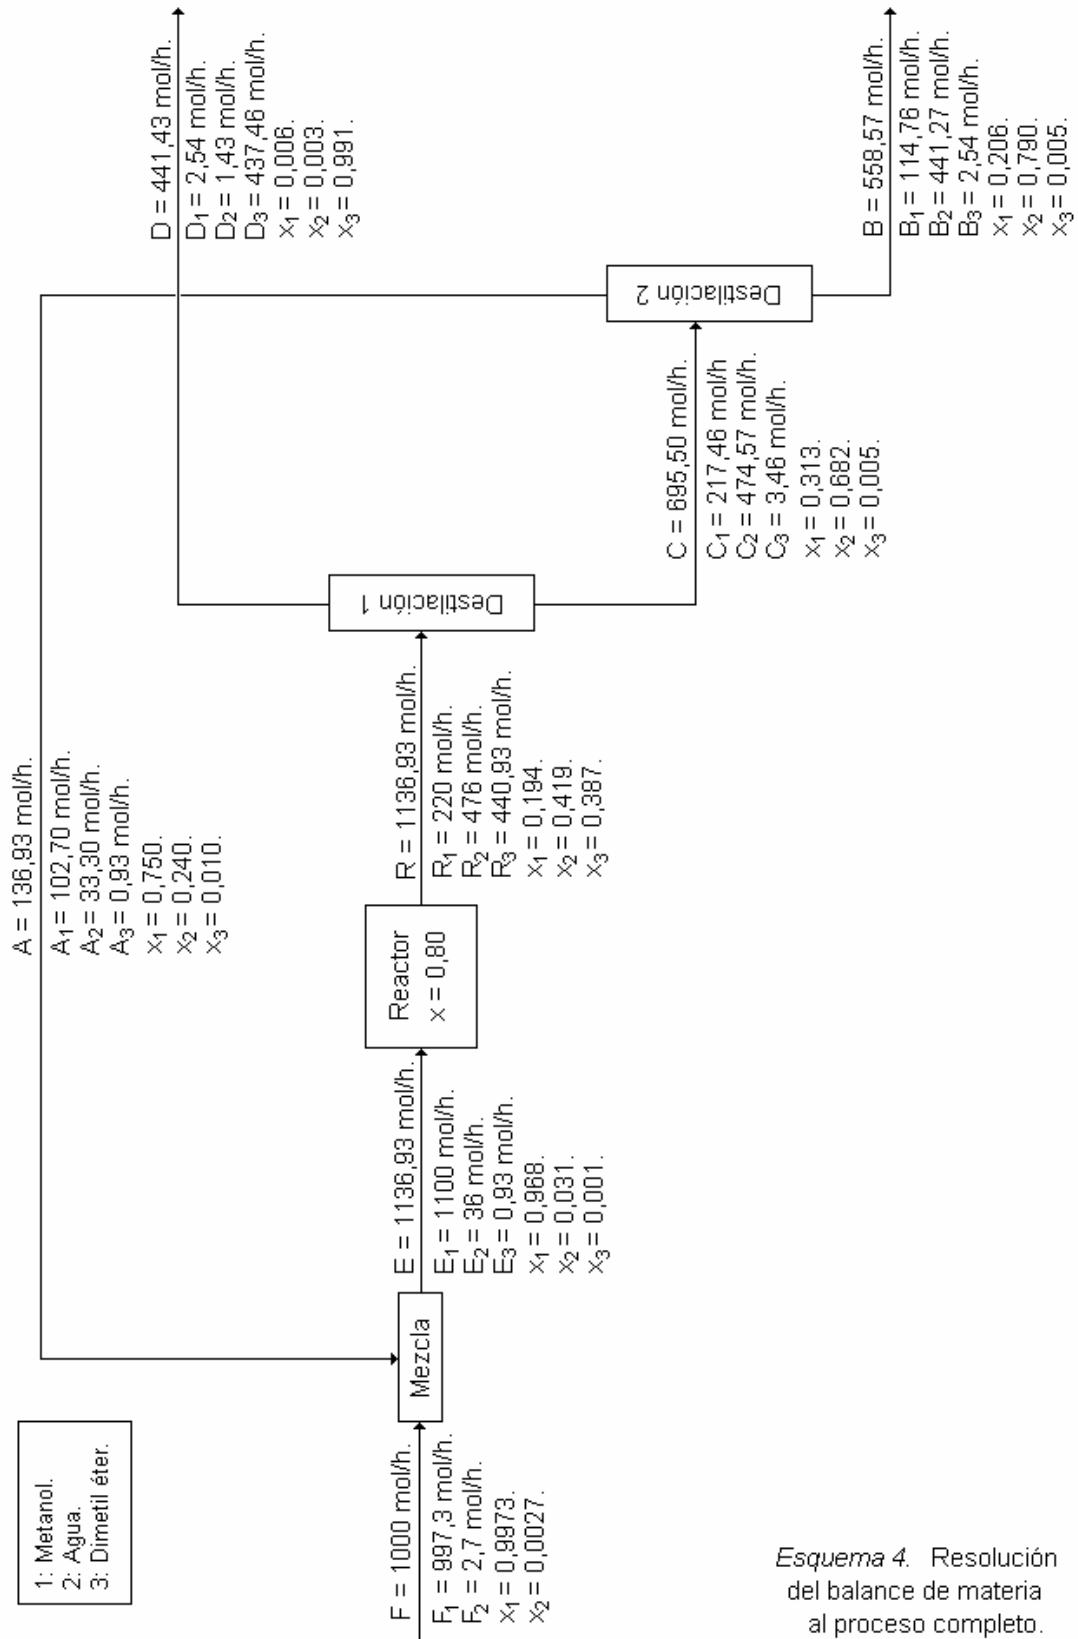 1: Metanol.
2: Agua.
3: Dimetil éter.
F = 1000 mol/h.
F₁ = 997,3 mol/h.
F₂ = 2,7 mol/h.
x₁ = 0,9973.
x₂ = 0,0027.
Mezcla
E = 1136,93 mol/h.
E₁ = 1100 mol/h.
E₂ = 36 mol/h.
E₃ = 0,93 mol/h.
x₁ = 0,968.
x₂ = 0,031.
x₃ = 0,001.
Reactor
x = 0,80
A = 136,93 mol/h.
A₁ = 102,70 mol/h.
A₂ = 33,30 mol/h.
A₃ = 0,93 mol/h.
x₁ = 0,750.
x₂ = 0,240.
x₃ = 0,010.
R = 1136,93 mol/h.
R₁ = 220 mol/h.
R₂ = 476 mol/h.
R₃ = 440,93 mol/h.
x₁ = 0,194.
x₂ = 0,419.
x₃ = 0,387.
Destilación 1
D = 441,43 mol/h.
D₁ = 2,54 mol/h.
D₂ = 1,43 mol/h.
D₃ = 437,46 mol/h.
x₁ = 0,006.
x₂ = 0,003.
x₃ = 0,991.
C = 695,50 mol/h.
C₁ = 217,46 mol/h
C₂ = 474,57 mol/h.
C₃ = 3,46 mol/h.
x₁ = 0,313.
x₂ = 0,682.
x₃ = 0,005.
Destilación 2
B = 558,57 mol/h.
B₁ = 114,76 mol/h.
B₂ = 441,27 mol/h.
B₃ = 2,54 mol/h.
x₁ = 0,206.
x₂ = 0,790.
x₃ = 0,005.
Esquema 4. Resolución
del balance de materia
al proceso completo.